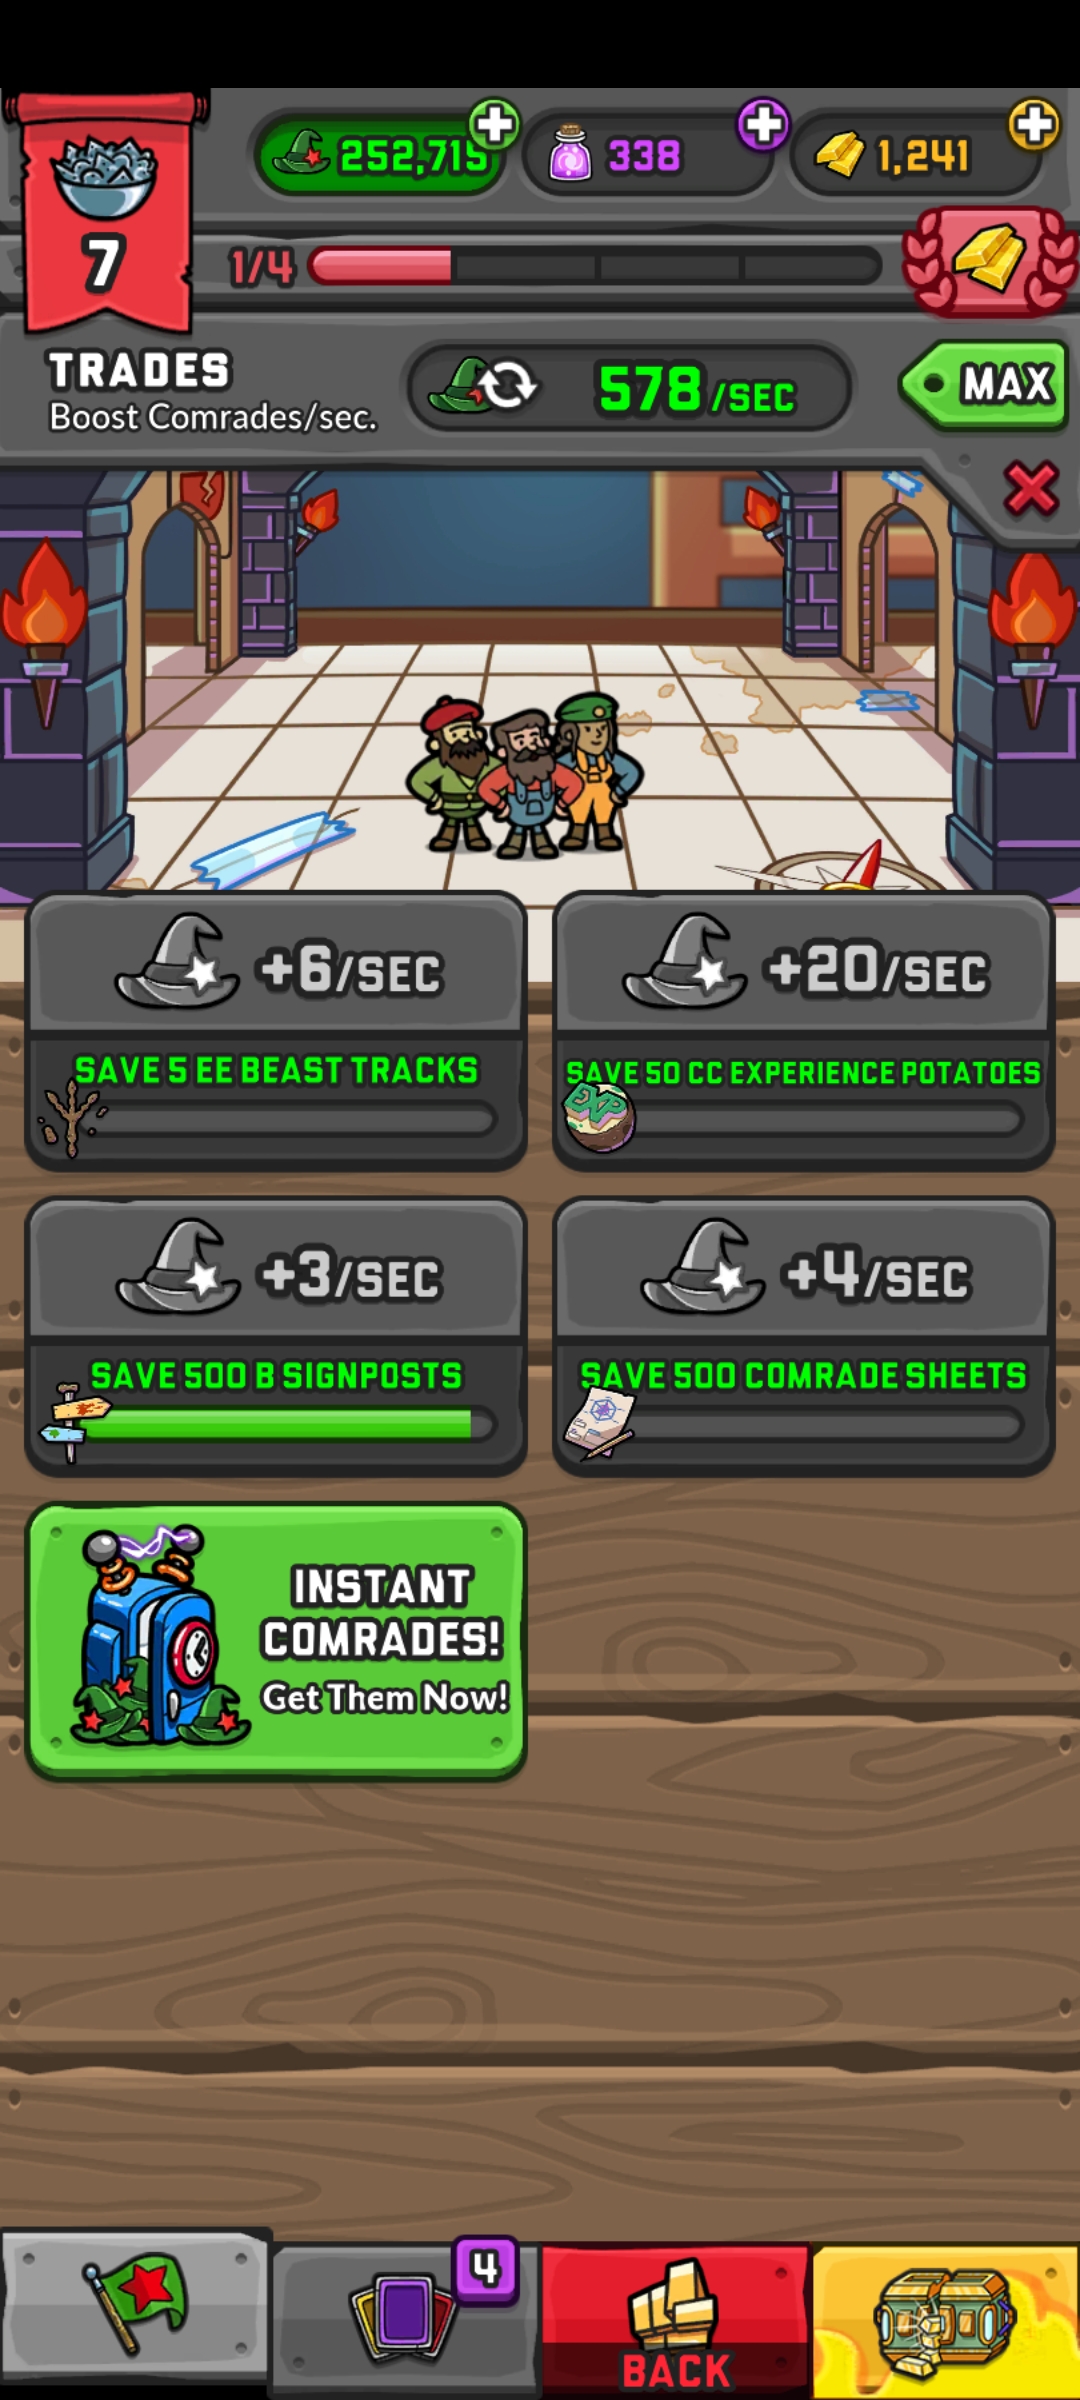 252,715
338
1,241
7
1/4
TRADES
Boost Comrades/sec.
578/SEC
MAX
+6/SEC
+20/SEC
SAVE 5 EE BEAST TRACKS
SAVE 50 CC EXPERIENCE POTATOES
EXP
+3/SEC
+4/SEC
SAVE 500 B SIGNPOSTS
SAVE 500 COMRADE SHEETS
INSTANT
COMRADES!
Get Them Now!
4
BACK